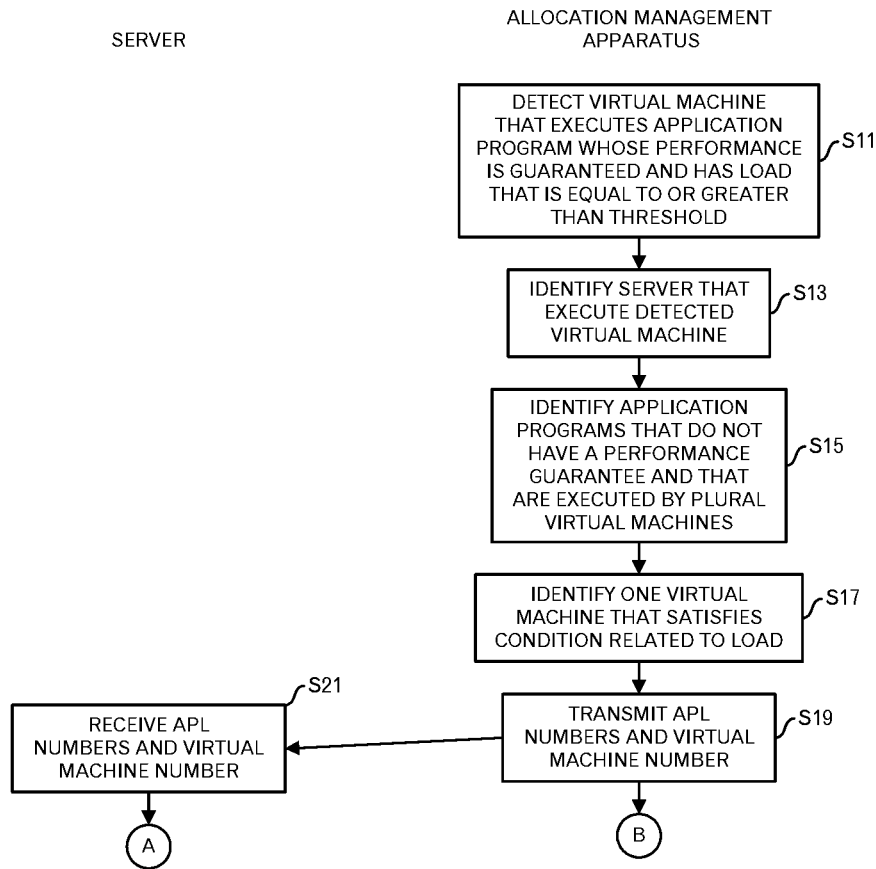 SERVER
ALLOCATION MANAGEMENT
APPARATUS
DETECT VIRTUAL MACHINE
THAT EXECUTES APPLICATION
PROGRAM WHOSE PERFORMANCE
IS GUARANTEED AND HAS LOAD
THAT IS EQUAL TO OR GREATER
THAN THRESHOLD
S11
IDENTIFY SERVER THAT
EXECUTE DETECTED
VIRTUAL MACHINE
S13
IDENTIFY APPLICATION
PROGRAMS THAT DO NOT
HAVE A PERFORMANCE
GUARANTEE AND THAT
ARE EXECUTED BY PLURAL
VIRTUAL MACHINES
S15
IDENTIFY ONE VIRTUAL
MACHINE THAT SATISFIES
CONDITION RELATED TO LOAD
S17
TRANSMIT APL
NUMBERS AND VIRTUAL
MACHINE NUMBER
S19
S21
RECEIVE APL
NUMBERS AND VIRTUAL
MACHINE NUMBER
A
B